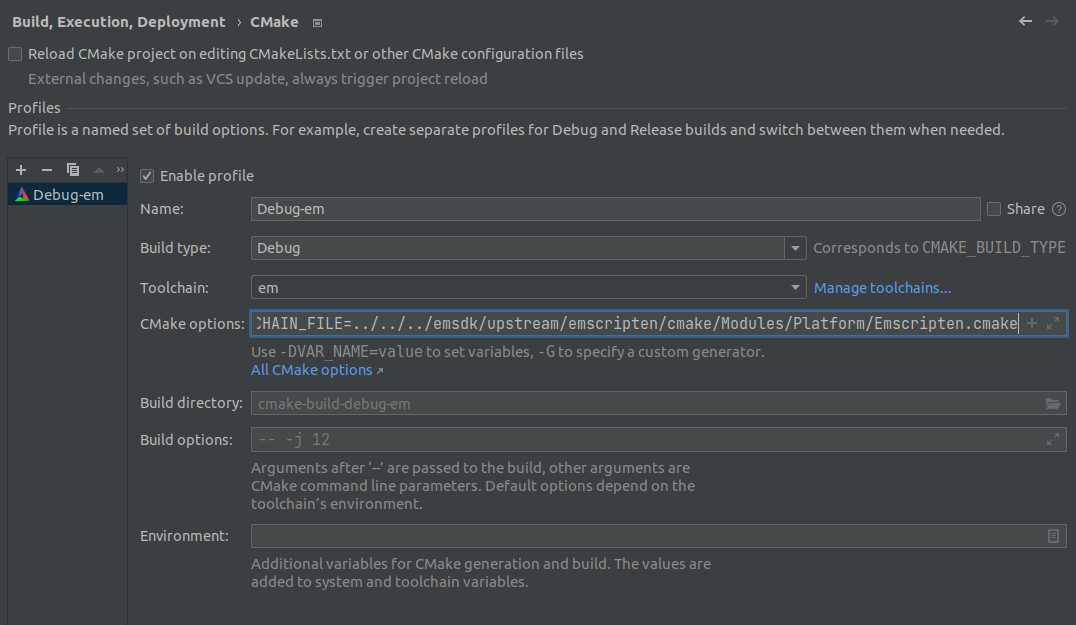 Build, Execution, Deployment › CMake
Reload CMake project on editing CMakeLists.txt or other CMake configuration files
External changes, such as VCS update, always trigger project reload
Profiles
Profile is a named set of build options. For example, create separate profiles for Debug and Release builds and switch between them when needed.
Debug-em
Enable profile
Name: Debug-em Share
Build type: Debug Corresponds to CMAKE_BUILD_TYPE
Toolchain: em Manage toolchains...
CMake options: CHAIN_FILE=../../../emsdk/upstream/emscripten/cmake/Modules/Platform/Emscripten.cmake
Use -DVAR_NAME=value to set variables, -G to specify a custom generator.
All CMake options ↗
Build directory: cmake-build-debug-em
Build options: -- -j 12
Arguments after ‘--’ are passed to the build, other arguments are
CMake command line parameters. Default options depend on the
toolchain’s environment.
Environment:
Additional variables for CMake generation and build. The values are
added to system and toolchain variables.